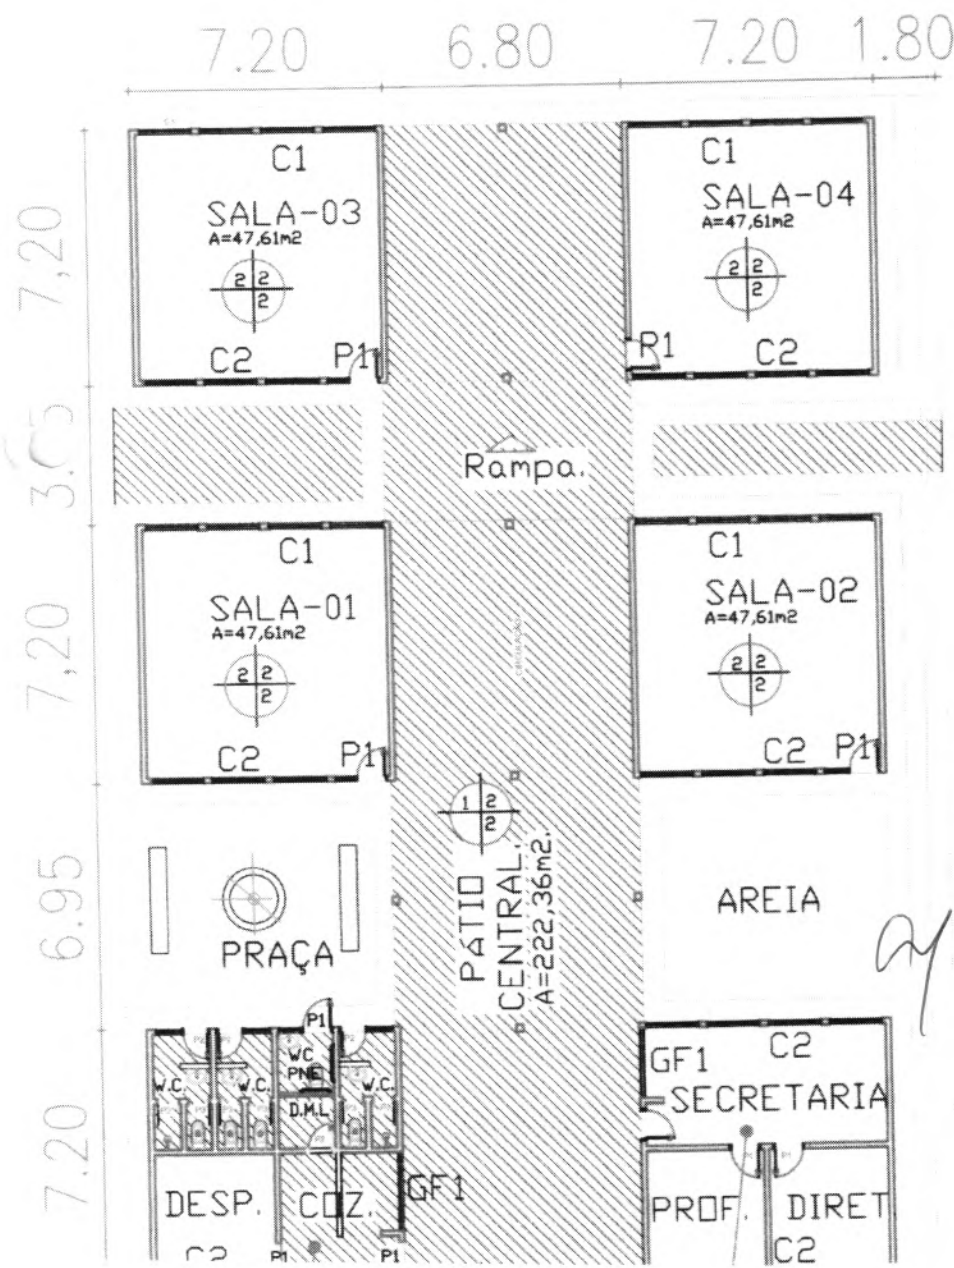 7.20 6.80 7.20 1.80
7,20
C1
SALA-03
A=47,61m2
2 2
2
C2 P1
C1
SALA-04
A=47,61m2
2 2
2
P1 C2
Rampa.
7,20
C1
SALA-01
A=47,61m2
2 2
2
C2 P1
C1
SALA-02
A=47,61m2
2 2
2
C2 P1
6.95
PRAÇA
1 2
2
PÁTIO
CENTRAL.
A=222,36m2.
AREIA
7.20
P1
W.C. W.C. WC
PNE
W.C.
D.M.L
DESP.
C2
COZ.
P1 P1
GF1
GF1 C2
SECRETARIA
PROF. DIRET
C2